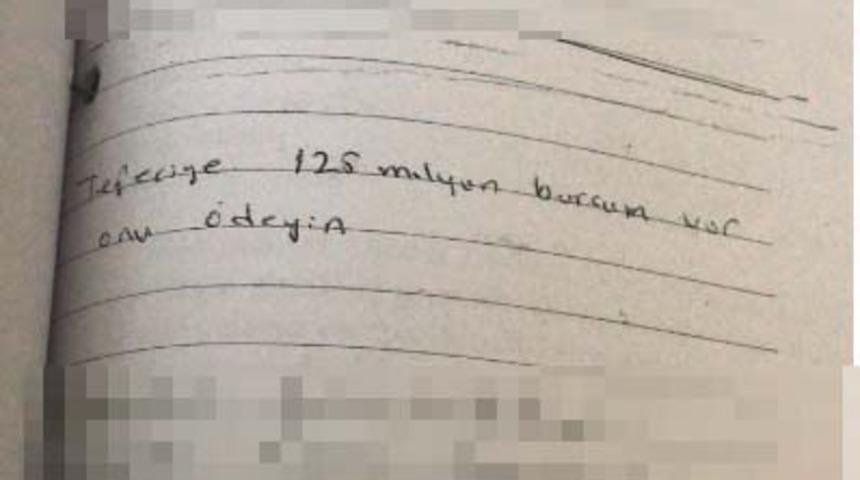 Tefeciye 125 milyon borcum var
onu ödeyin